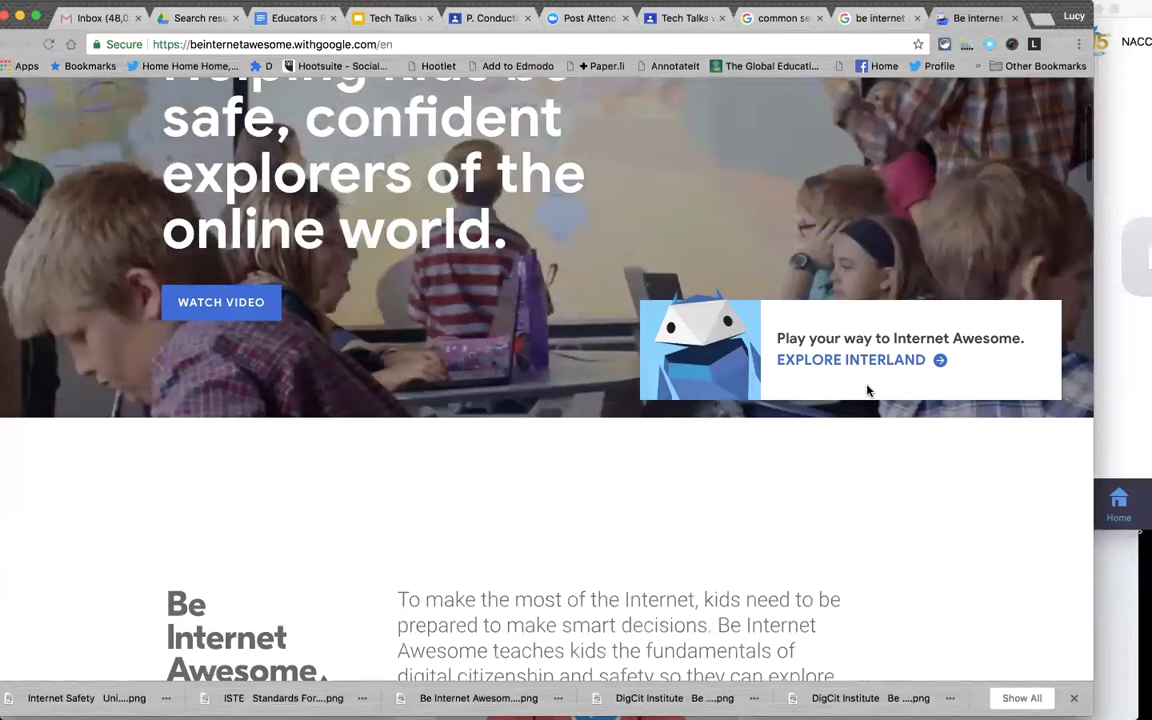 Inbox (48,0
Search resu
Educators P
Tech Talks w
P. Conducti
Post Attend
Tech Talks w
common se
be internet
Be internet
Lucy
Secure https://beinternetawesome.withgoogle.com/en
Apps Bookmarks Home Home Home,... D Hootsuite - Social... Hootlet Add to Edmodo Paper.li AnnotateIt The Global Educati... Home Profile » Other Bookmarks
NACC
Helping kids be
safe, confident
explorers of the
online world.
WATCH VIDEO
Play your way to Internet Awesome.
EXPLORE INTERLAND
Home
Be
Internet
Awesome.
To make the most of the Internet, kids need to be
prepared to make smart decisions. Be Internet
Awesome teaches kids the fundamentals of
digital citizenship and safety so they can explore
Internet Safety Uni....png
ISTE Standards For....png
Be Internet Awesom....png
DigCit Institute Be ....png
DigCit Institute Be ....png
Show All